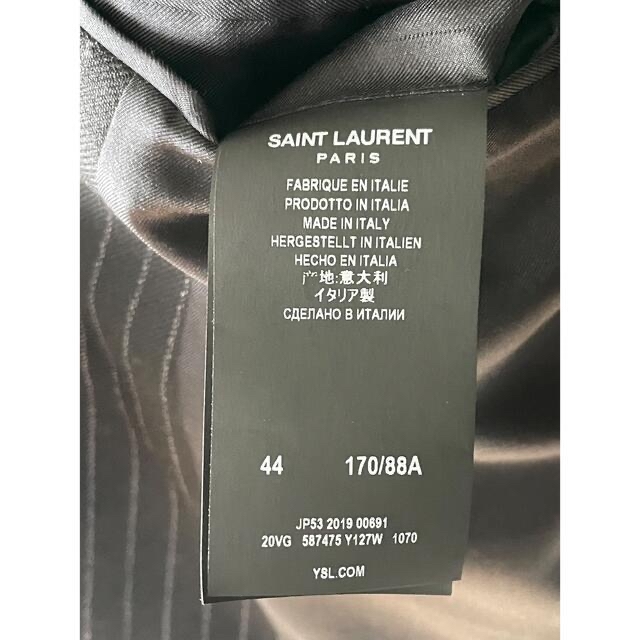 SAINT LAURENT
PARIS
FABRIQUE EN ITALIE
PRODOTTO IN ITALIA
MADE IN ITALY
HERGESTELLT IN ITALIEN
HECHO EN ITALIA
产地:意大利
イタリア製
СДЕЛАНО В ИТАЛИИ
44 170/88A
JP53 2019 00691
20VG 587475 Y127W 1070
YSL.COM